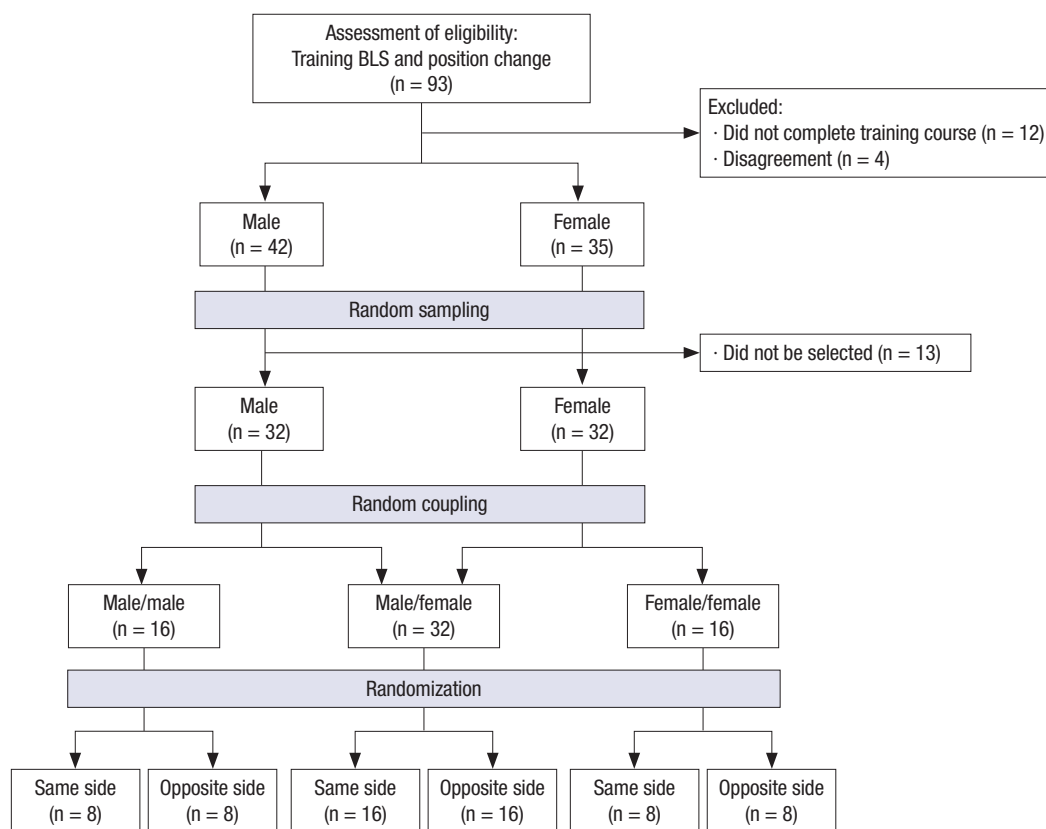 Assessment of eligibility:
Training BLS and position change
(n = 93)
Excluded:
· Did not complete training course (n = 12)
· Disagreement (n = 4)
Male
(n = 42)
Female
(n = 35)
Random sampling
· Did not be selected (n = 13)
Male
(n = 32)
Female
(n = 32)
Random coupling
Male/male
(n = 16)
Male/female
(n = 32)
Female/female
(n = 16)
Randomization
Same side
(n = 8)
Opposite side
(n = 8)
Same side
(n = 16)
Opposite side
(n = 16)
Same side
(n = 8)
Opposite side
(n = 8)